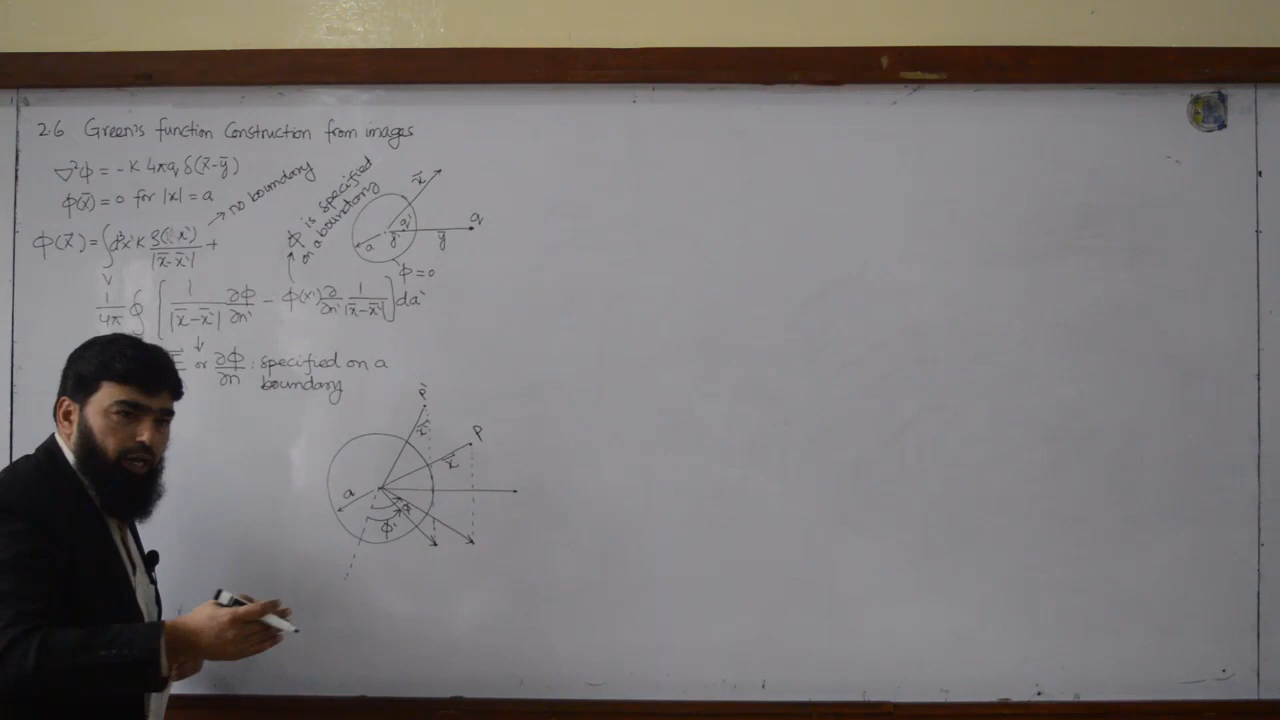 2.6 Green's function Construction from images
∇²Φ = -K 4πq δ(x̄-ȳ)
Φ(x̄) = 0 for |x| = a
→ no boundary
Φ is specified on a boundary
Φ(x̄) = ∫ d³x' K ρ(x̄') / |x̄-x̄'| +
V
1/4π ∮ [ 1/|x̄-x̄'| ∂Φ/∂n' - Φ(x') ∂/∂n' 1/|x̄-x̄'| ] da'
or ∂Φ/∂n : specified on a
boundary
x̄
q
q'
a
ȳ'
ȳ
Φ = 0
P'
x̄'
P
x̄
a
φ
φ'